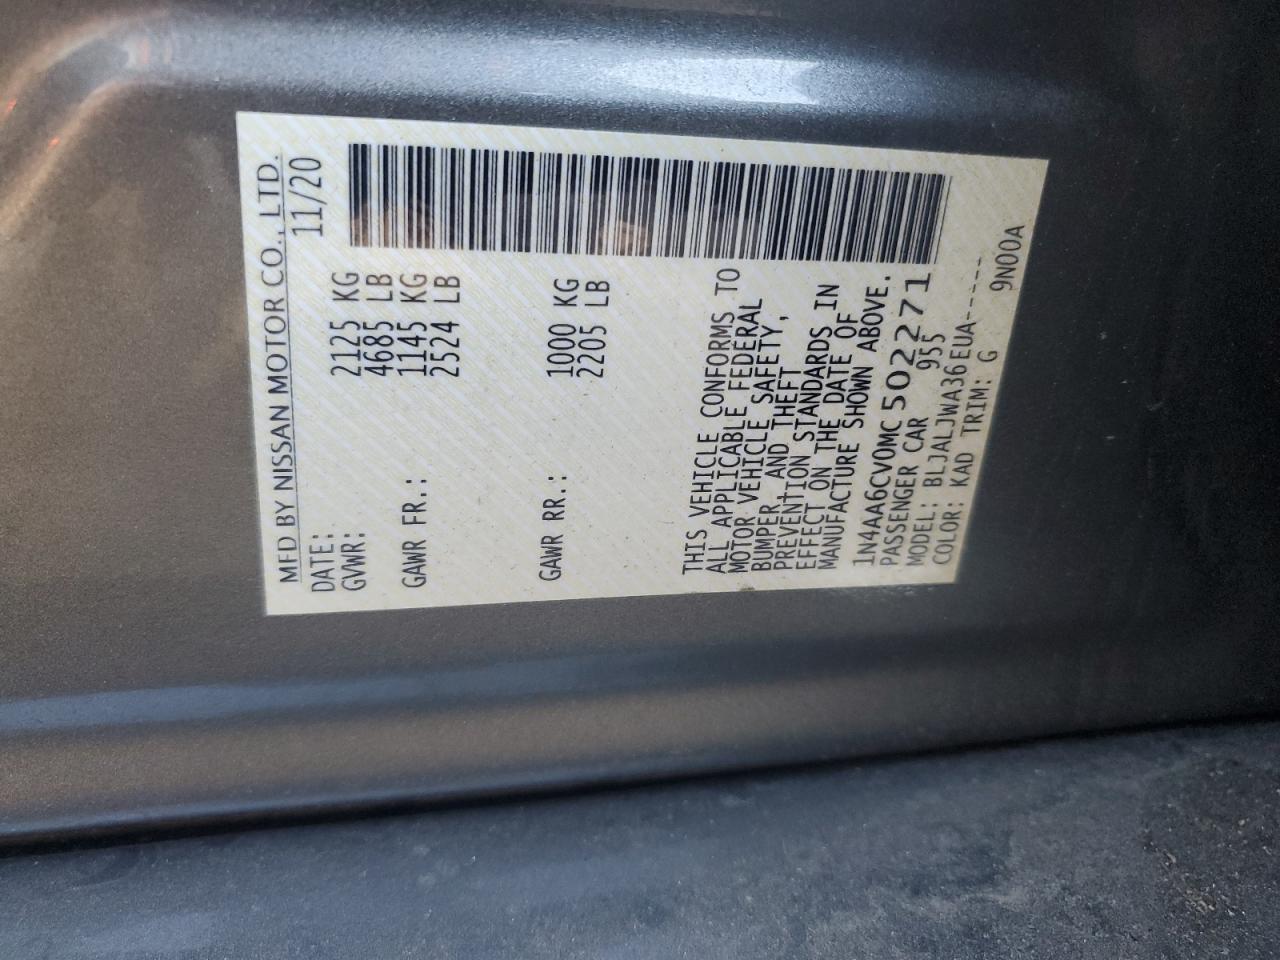 MFD BY NISSAN MOTOR CO., LTD.
DATE: 11/20
GVWR: 2125 KG
4685 LB
GAWR FR.: 1145 KG
2524 LB
GAWR RR.: 1000 KG
2205 LB
THIS VEHICLE CONFORMS TO
ALL APPLICABLE FEDERAL
MOTOR VEHICLE SAFETY,
BUMPER, AND THEFT
PREVENTION STANDARDS IN
EFFECT ON THE DATE OF
MANUFACTURE SHOWN ABOVE.
1N4AA6CV0MC502271
PASSENGER CAR 955
MODEL: BLJALJWA36EUA-----
COLOR: KAD TRIM: G 9N00A